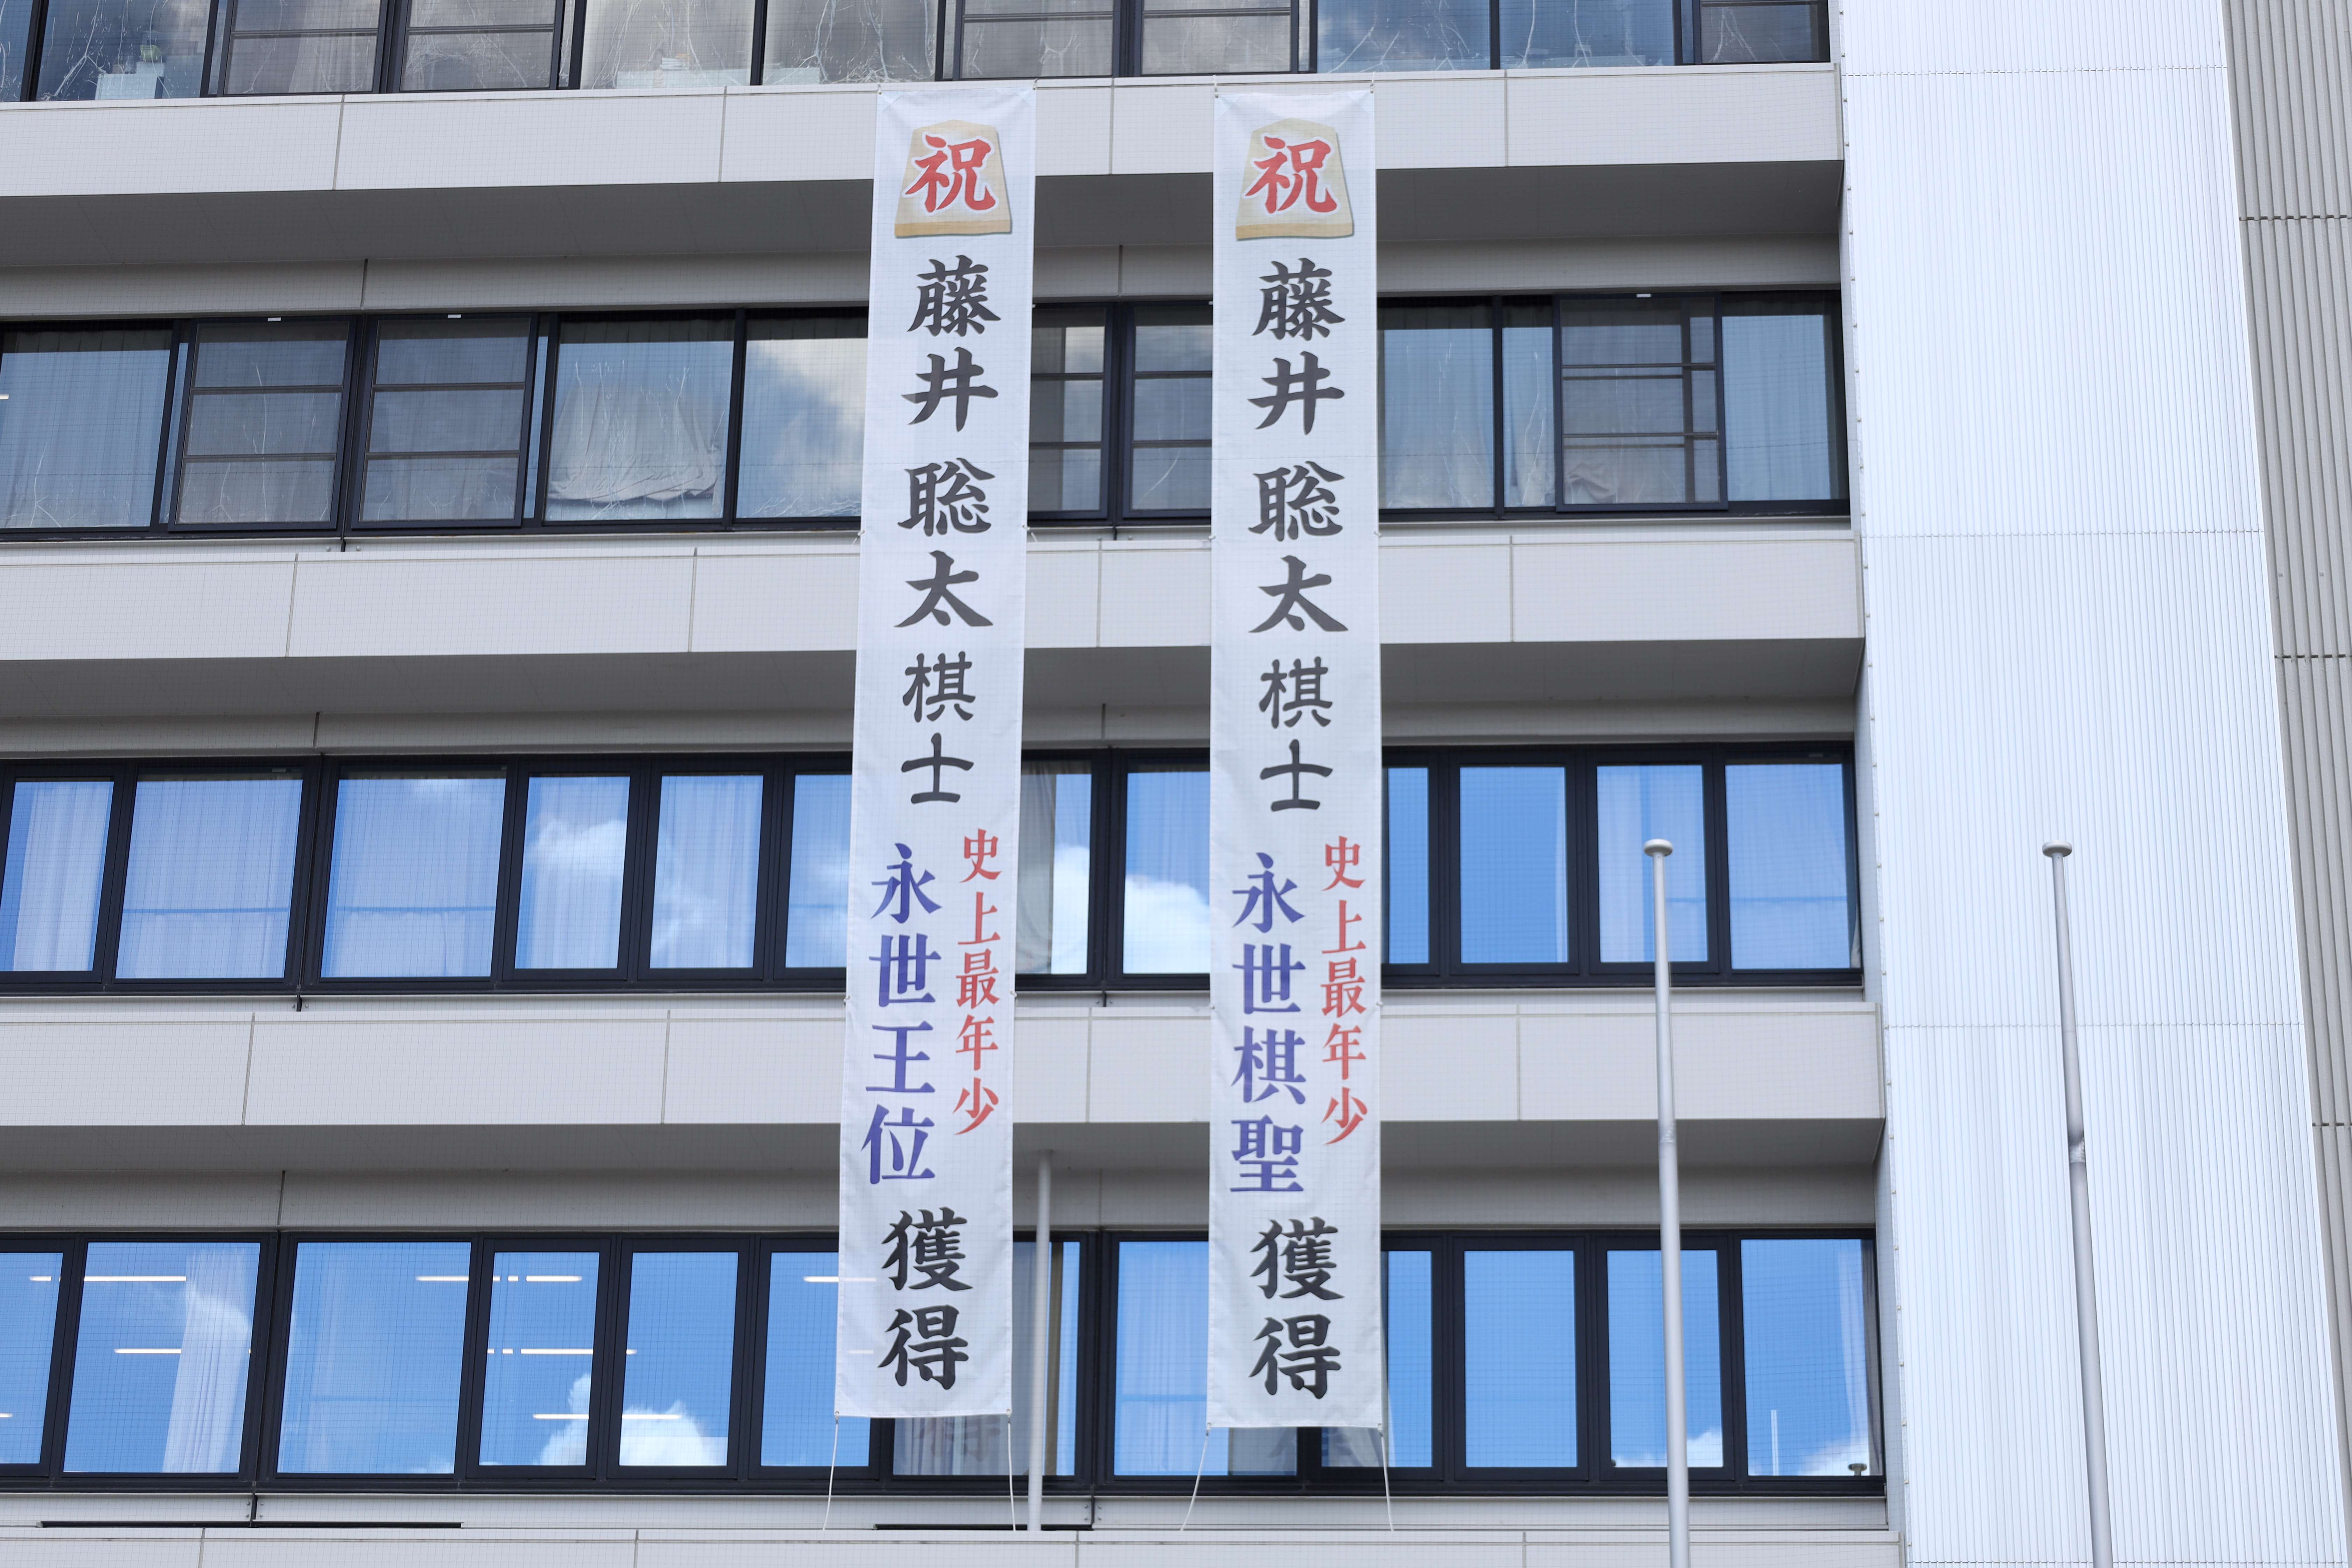 祝
藤井聡太棋士
史上最年少
永世棋聖
獲得
祝
藤井聡太棋士
史上最年少
永世王位
獲得